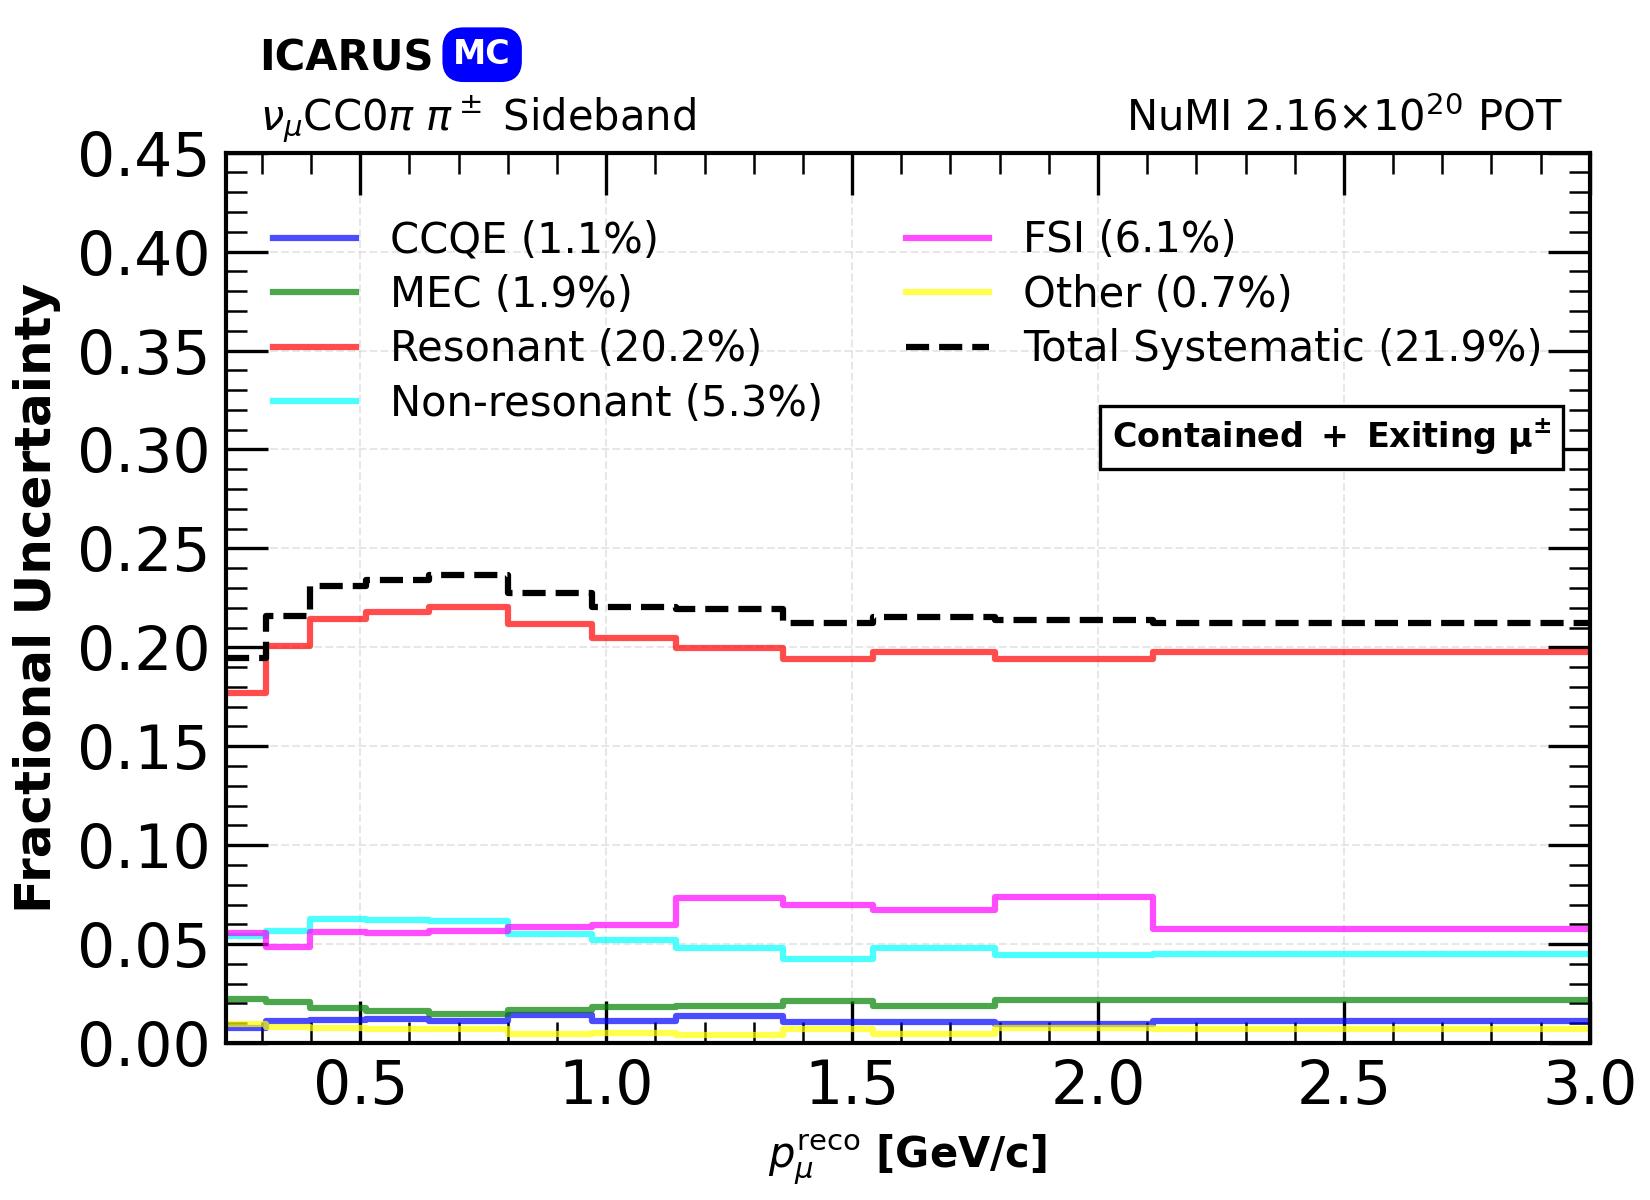 ICARUS MC
νμCC0π π± Sideband
NuMI 2.16×10²⁰ POT
0.45
0.40
0.35
0.30
0.25
0.20
0.15
0.10
0.05
0.00
Fractional Uncertainty
CCQE (1.1%)
MEC (1.9%)
Resonant (20.2%)
Non-resonant (5.3%)
FSI (6.1%)
Other (0.7%)
Total Systematic (21.9%)
Contained + Exiting μ±
0.5 1.0 1.5 2.0 2.5 3.0
pμreco [GeV/c]